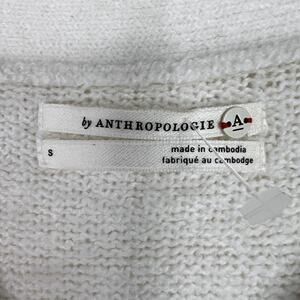 by ANTHROPOLOGIE A
S
made in cambodia
fabriqué au cambodge